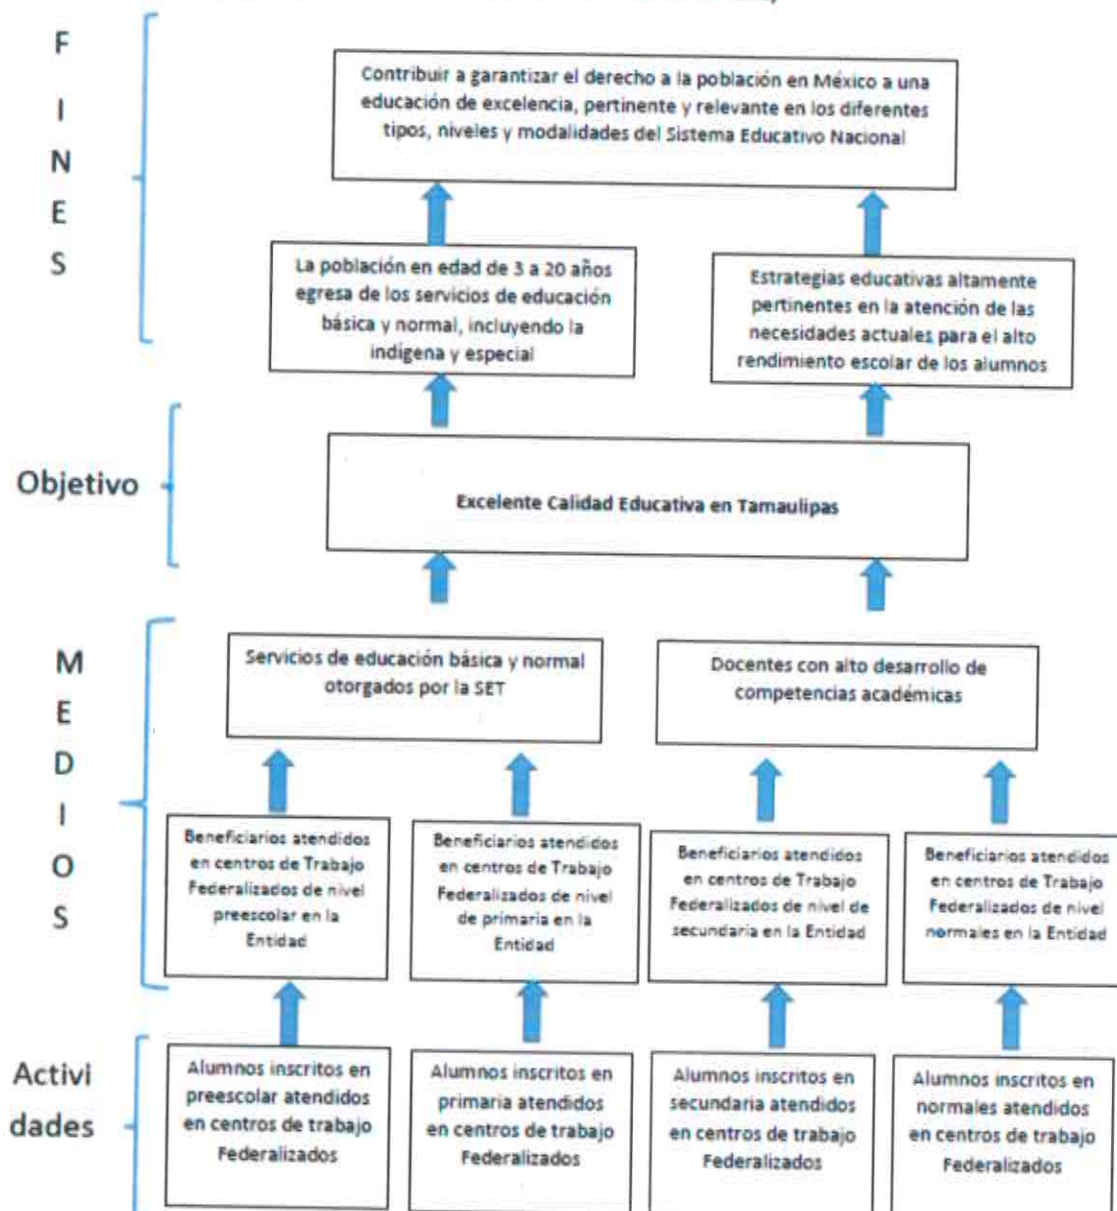 F
I
N
E
S
Contribuir a garantizar el derecho a la población en México a una
educación de excelencia, pertinente y relevante en los diferentes
tipos, niveles y modalidades del Sistema Educativo Nacional
La población en edad de 3 a 20 años
egresa de los servicios de educación
básica y normal, incluyendo la
indígena y especial
Estrategias educativas altamente
pertinentes en la atención de las
necesidades actuales para el alto
rendimiento escolar de los alumnos
Objetivo
Excelente Calidad Educativa en Tamaulipas
M
E
D
I
O
S
Servicios de educación básica y normal
otorgados por la SET
Docentes con alto desarrollo de
competencias académicas
Beneficiarios atendidos
en centros de Trabajo
Federalizados de nivel
preescolar en la
Entidad
Beneficiarios atendidos
en centros de Trabajo
Federalizados de nivel
de primaria en la
Entidad
Beneficiarios atendidos
en centros de Trabajo
Federalizados de nivel de
secundaria en la Entidad
Beneficiarios atendidos
en centros de Trabajo
Federalizados de nivel
normales en la Entidad
Activi
dades
Alumnos inscritos en
preescolar atendidos
en centros de trabajo
Federalizados
Alumnos inscritos en
primaria atendidos
en centros de trabajo
Federalizados
Alumnos inscritos en
secundaria atendidos
en centros de trabajo
Federalizados
Alumnos inscritos en
normales atendidos
en centros de trabajo
Federalizados